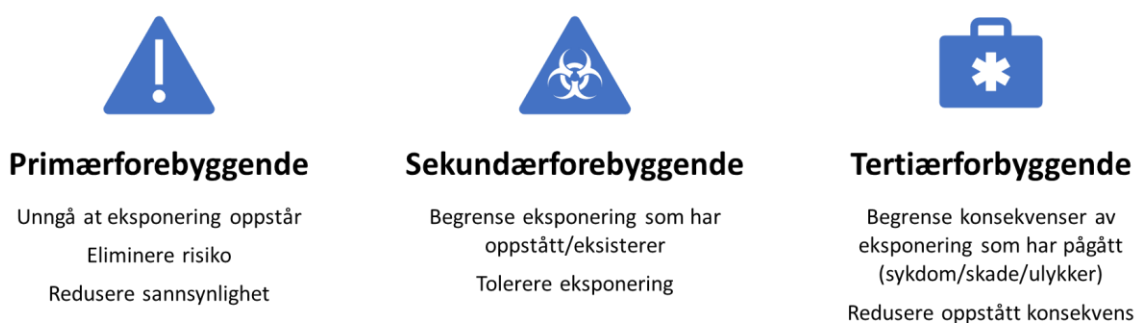 Primærforebyggende
Unngå at eksponering oppstår
Eliminere risiko
Redusere sannsynlighet
Sekundærforebyggende
Begrense eksponering som har
oppstått/eksisterer
Tolerere eksponering
Tertiærforbyggende
Begrense konsekvenser av
eksponering som har pågått
(sykdom/skade/ulykker)
Redusere oppstått konsekvens